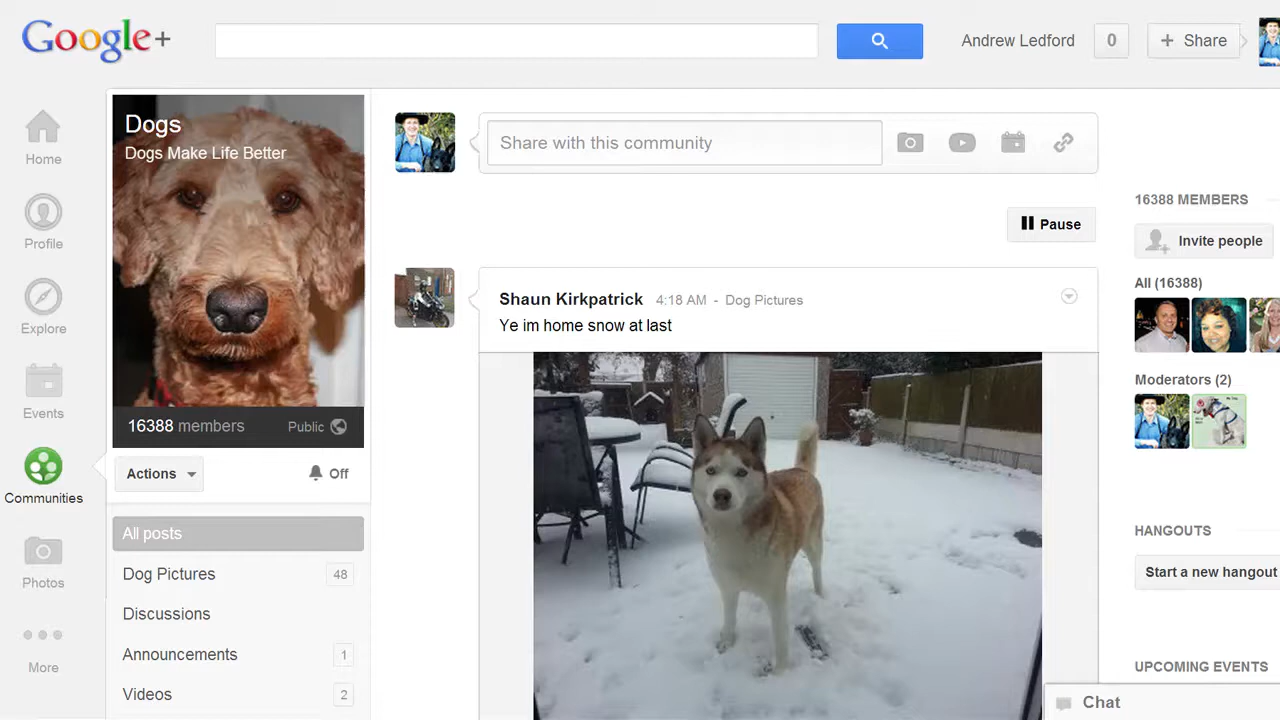 Google+
Andrew Ledford
0
+ Share
Home
Profile
Explore
Events
Communities
Photos
More
Dogs
Dogs Make Life Better
16388 members
Public
Actions
Off
All posts
Dog Pictures 48
Discussions
Announcements 1
Videos 2
Share with this community
Pause
Shaun Kirkpatrick 4:18 AM - Dog Pictures
Ye im home snow at last
16388 MEMBERS
Invite people
All (16388)
Moderators (2)
HANGOUTS
Start a new hangout
UPCOMING EVENTS
Chat